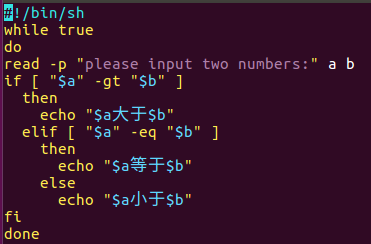 #!/bin/sh
while true
do
read -p "please input two numbers:" a b
if [ "$a" -gt "$b" ]
  then
    echo "$a大于$b"
  elif [ "$a" -eq "$b" ]
    then
      echo "$a等于$b"
    else
      echo "$a小于$b"
fi
done